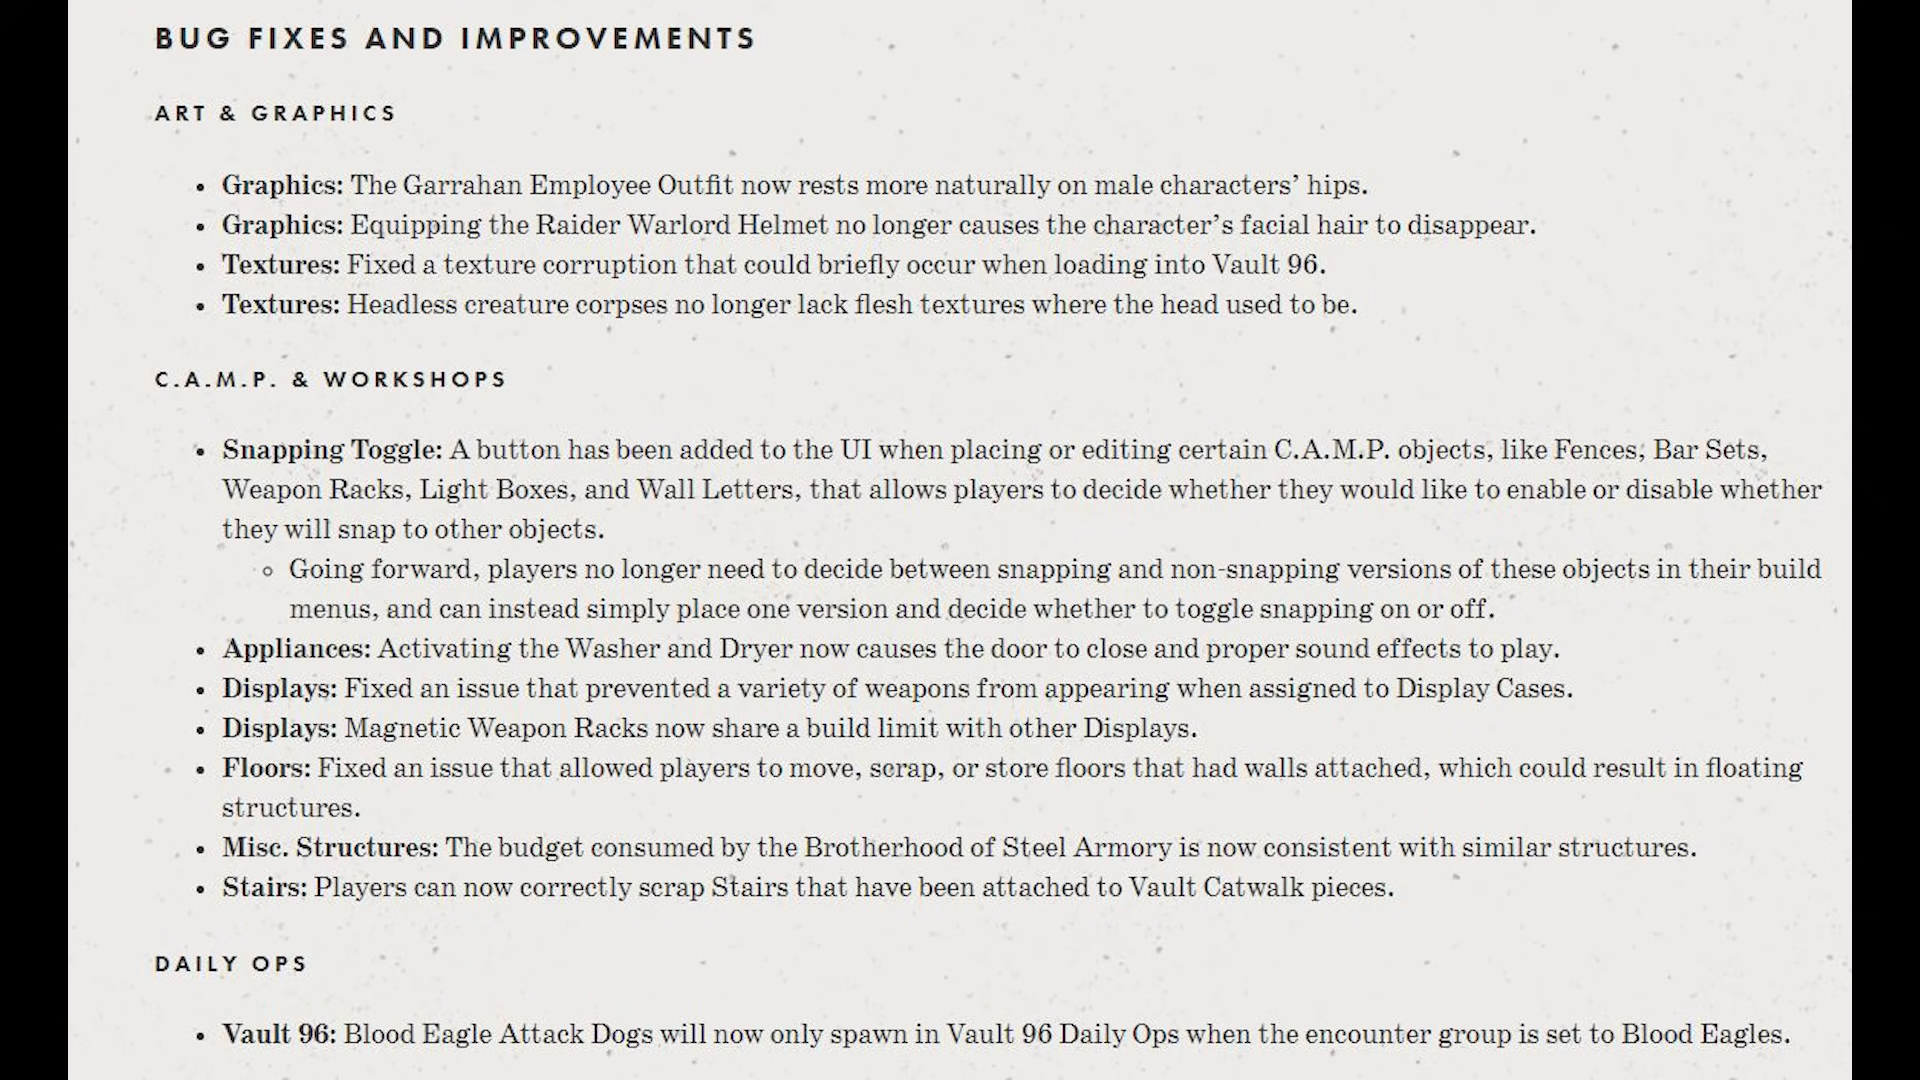 BUG FIXES AND IMPROVEMENTS
ART & GRAPHICS
• Graphics: The Garrahan Employee Outfit now rests more naturally on male characters’ hips.
• Graphics: Equipping the Raider Warlord Helmet no longer causes the character’s facial hair to disappear.
• Textures: Fixed a texture corruption that could briefly occur when loading into Vault 96.
• Textures: Headless creature corpses no longer lack flesh textures where the head used to be.
C.A.M.P. & WORKSHOPS
• Snapping Toggle: A button has been added to the UI when placing or editing certain C.A.M.P. objects, like Fences, Bar Sets,
Weapon Racks, Light Boxes, and Wall Letters, that allows players to decide whether they would like to enable or disable whether
they will snap to other objects.
◦ Going forward, players no longer need to decide between snapping and non-snapping versions of these objects in their build
menus, and can instead simply place one version and decide whether to toggle snapping on or off.
• Appliances: Activating the Washer and Dryer now causes the door to close and proper sound effects to play.
• Displays: Fixed an issue that prevented a variety of weapons from appearing when assigned to Display Cases.
• Displays: Magnetic Weapon Racks now share a build limit with other Displays.
• Floors: Fixed an issue that allowed players to move, scrap, or store floors that had walls attached, which could result in floating
structures.
• Misc. Structures: The budget consumed by the Brotherhood of Steel Armory is now consistent with similar structures.
• Stairs: Players can now correctly scrap Stairs that have been attached to Vault Catwalk pieces.
DAILY OPS
• Vault 96: Blood Eagle Attack Dogs will now only spawn in Vault 96 Daily Ops when the encounter group is set to Blood Eagles.